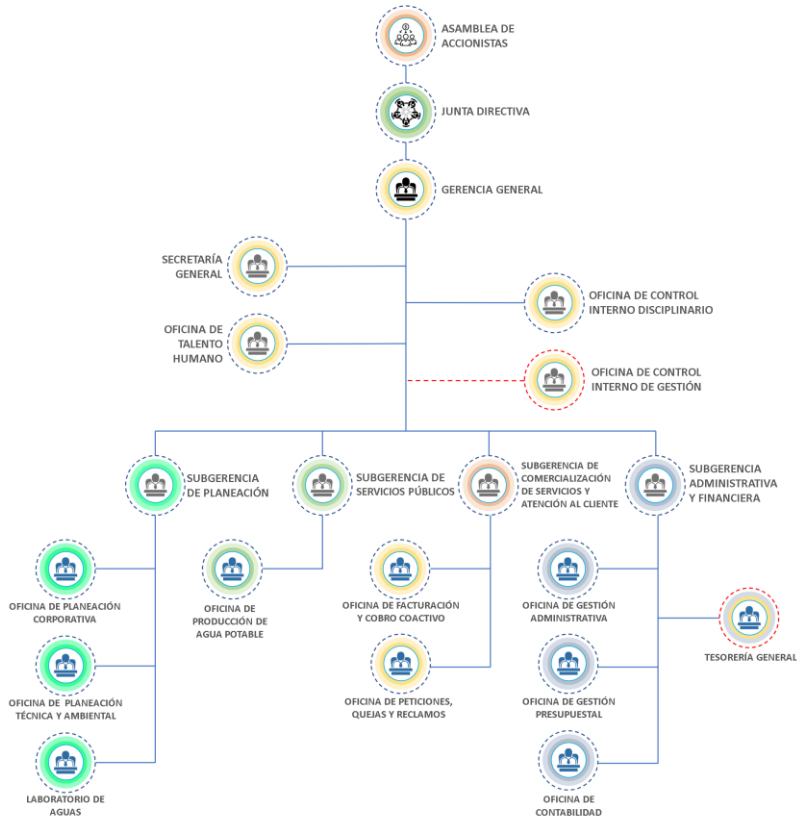 ASAMBLEA DE
ACCIONISTAS
JUNTA DIRECTIVA
GERENCIA GENERAL
SECRETARÍA
GENERAL
OFICINA DE CONTROL
INTERNO DISCIPLINARIO
OFICINA DE
TALENTO
HUMANO
OFICINA DE CONTROL
INTERNO DE GESTIÓN
SUBGERENCIA
DE PLANEACIÓN
SUBGERENCIA DE
SERVICIOS PÚBLICOS
SUBGERENCIA DE
COMERCIALIZACIÓN
DE SERVICIOS Y
ATENCIÓN AL CLIENTE
SUBGERENCIA
ADMINISTRATIVA
Y FINANCIERA
OFICINA DE PLANEACIÓN
CORPORATIVA
OFICINA DE
PRODUCCIÓN DE
AGUA POTABLE
OFICINA DE FACTURACIÓN
Y COBRO COACTIVO
OFICINA DE GESTIÓN
ADMINISTRATIVA
TESORERÍA GENERAL
OFICINA DE PLANEACIÓN
TÉCNICA Y AMBIENTAL
OFICINA DE PETICIONES,
QUEJAS Y RECLAMOS
OFICINA DE GESTIÓN
PRESUPUESTAL
LABORATORIO DE
AGUAS
OFICINA DE
CONTABILIDAD